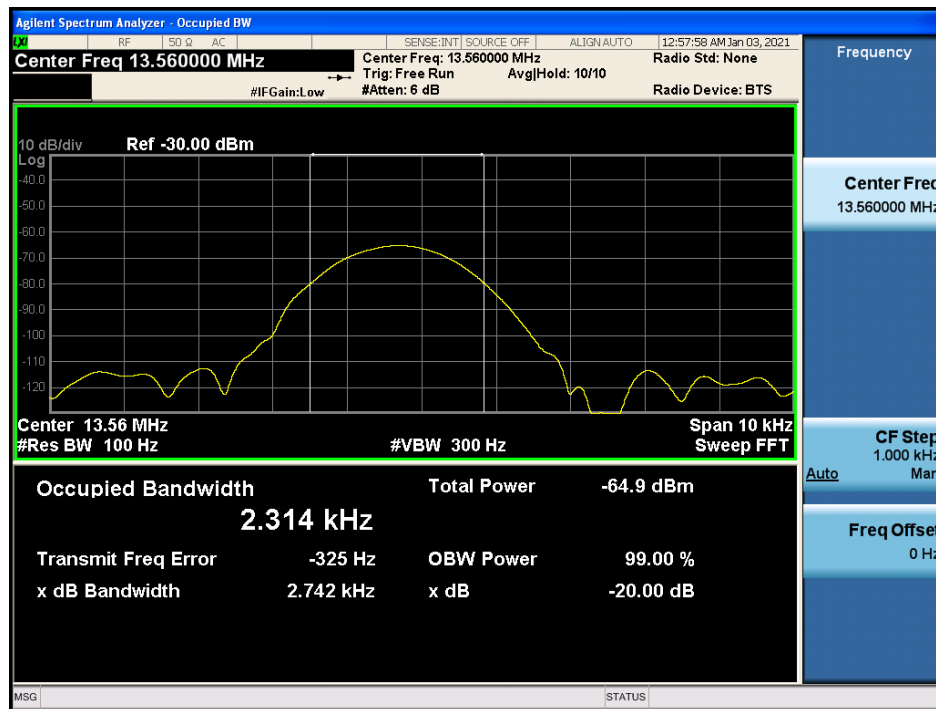 Agilent Spectrum Analyzer - Occupied BW
LXI RF 50 Ω AC SENSE:INT SOURCE OFF ALIGN AUTO 12:57:58 AM Jan 03, 2021
Center Freq 13.560000 MHz
Center Freq: 13.560000 MHz Radio Std: None
Trig: Free Run Avg|Hold: 10/10
#IFGain:Low #Atten: 6 dB Radio Device: BTS
10 dB/div Ref -30.00 dBm
Log
-40.0
-50.0
-60.0
-70.0
-80.0
-90.0
-100
-110
-120
Center 13.56 MHz Span 10 kHz
#Res BW 100 Hz #VBW 300 Hz Sweep FFT
Occupied Bandwidth Total Power -64.9 dBm
2.314 kHz
Transmit Freq Error -325 Hz OBW Power 99.00 %
x dB Bandwidth 2.742 kHz x dB -20.00 dB
MSG STATUS
Frequency
Center Freq
13.560000 MHz
CF Step
1.000 kHz
Auto Man
Freq Offset
0 Hz